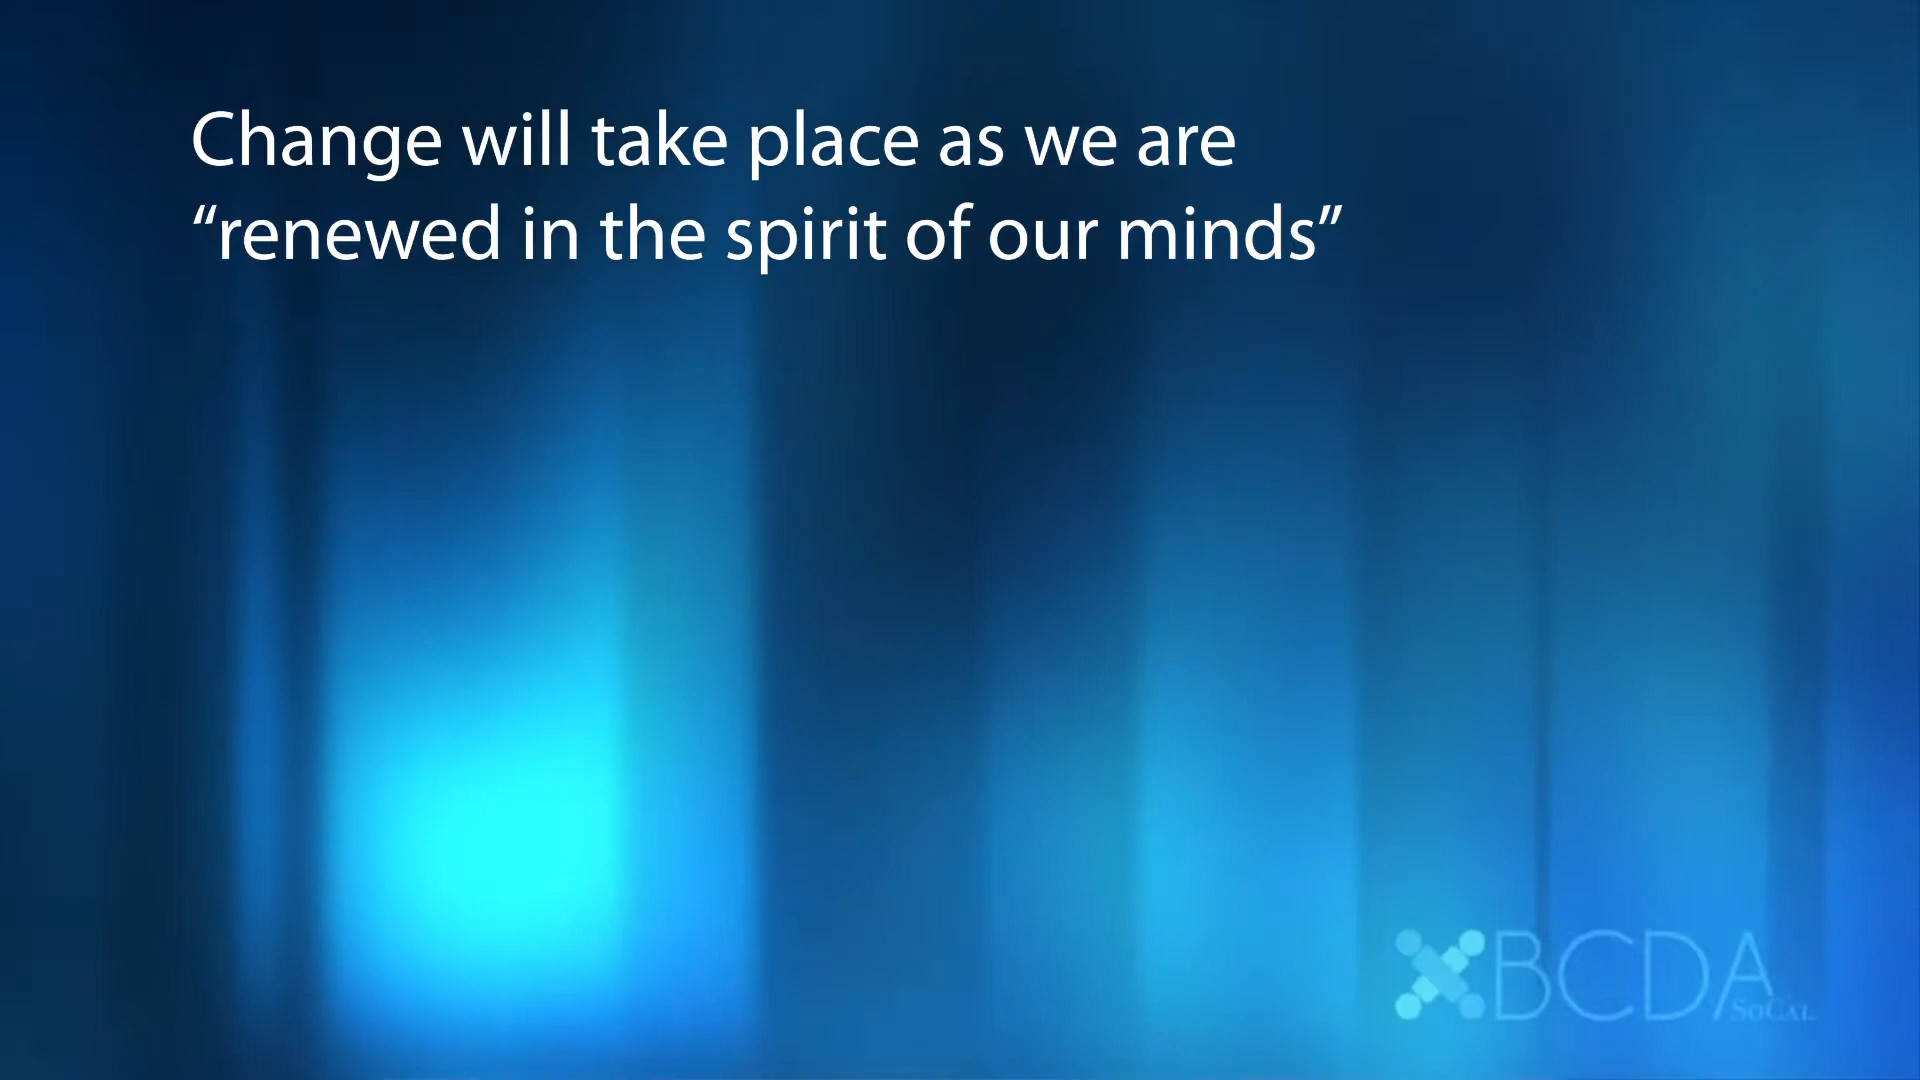 Change will take place as we are
“renewed in the spirit of our minds”
BCDA
SoCal